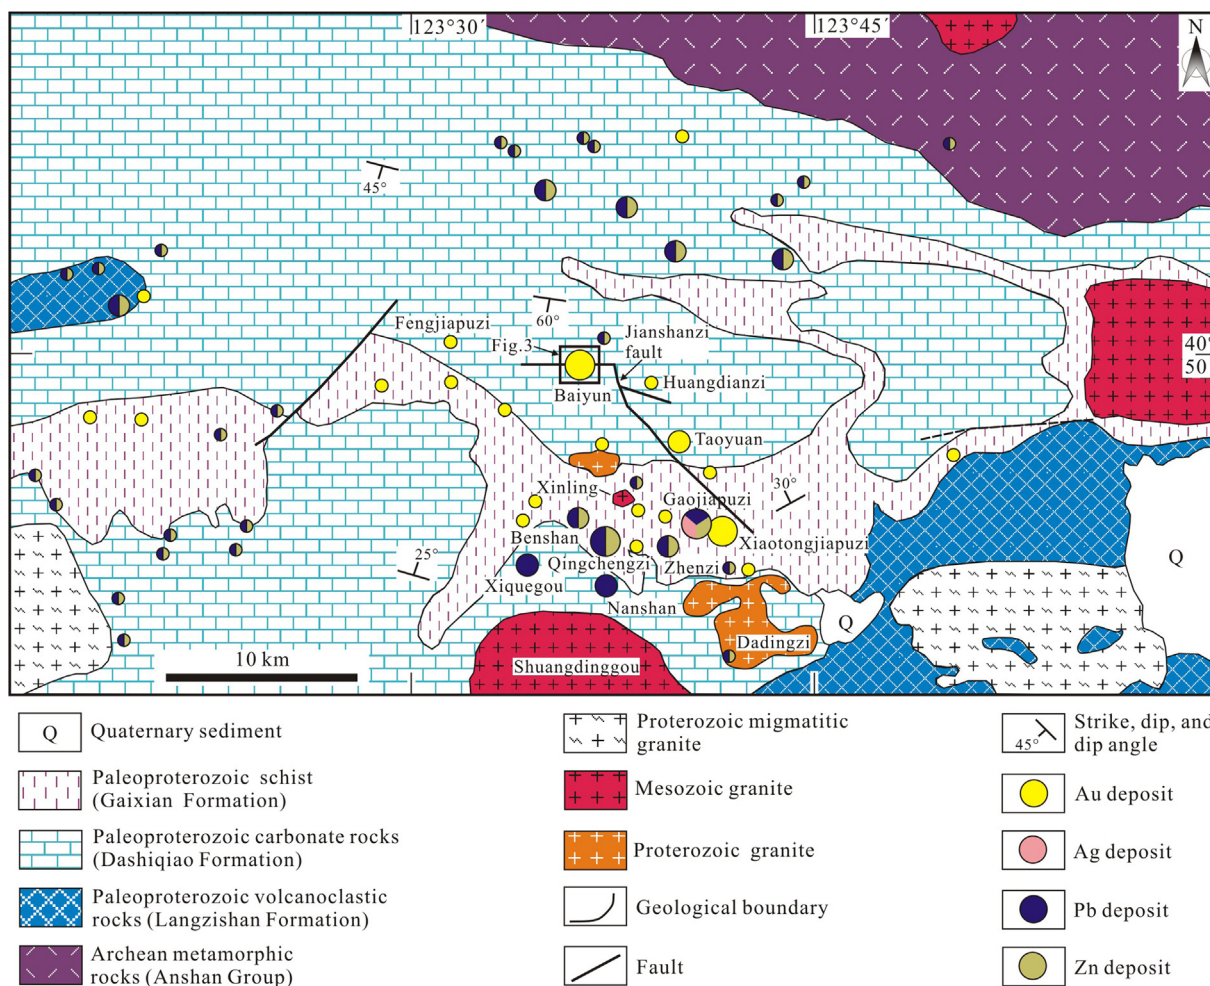 123°30′
123°45′
N
45°
60°
Fengjiapuzi
Fig.3
Jianshanzi
fault
40°
50
Huangdianzi
Baiyun
Taoyuan
Xinling
Gaojiapuzi
30°
Benshan
Xiaotongjiapuzi
Qingchengzi
Zhenzi
25°
Xiquegou
Nanshan
Q
Q
Dadingzi
10 km
Shuangdinggou
Q
Quaternary sediment
Paleoproterozoic schist
(Gaixian Formation)
Paleoproterozoic carbonate rocks
(Dashiqiao Formation)
Paleoproterozoic volcanoclastic
rocks (Langzishan Formation)
Archean metamorphic
rocks (Anshan Group)
Proterozoic migmatitic
granite
Mesozoic granite
Proterozoic granite
Geological boundary
Fault
45°
Strike, dip, and
dip angle
Au deposit
Ag deposit
Pb deposit
Zn deposit